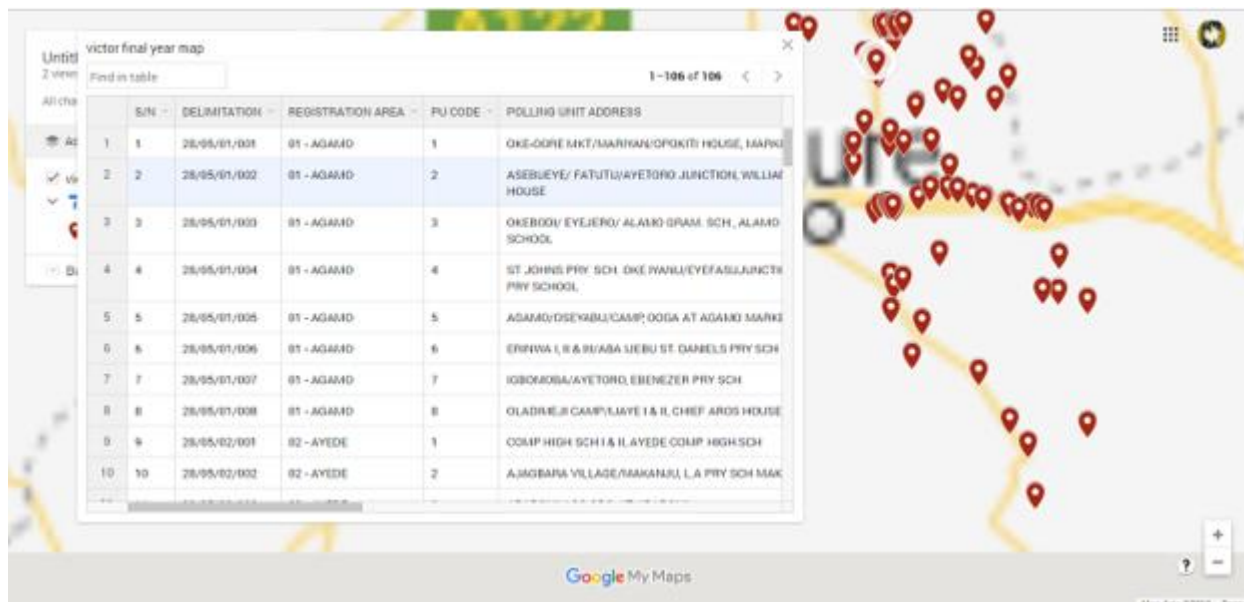 A122
victor final year map
Find in table
1–106 of 106
S/N DELIMITATION REGISTRATION AREA PU CODE POLLING UNIT ADDRESS
1 1 28/05/01/001 01 - AGAMO 1 OKE-ODRE MKT/MARIYAN/OPOKITI HOUSE,
2 2 28/05/01/002 01 - AGAMO 2 ASEBUEYE/ FATUTU/AYETORO JUNCTION,
HOUSE
3 3 28/05/01/003 01 - AGAMO 3 OKEBODI/ EYEJERO/ ALAMO GRAM. SCH., ALAMO
SCHOOL
4 4 28/05/01/004 01 - AGAMO 4 ST JOHNS PRY. SCH. OKE IYANU/
PRY SCHOOL
5 5 28/05/01/005 01 - AGAMO 5 AGAMO/OSEYABU/CAMP, OOGA AT AGAMO
6 6 28/05/01/006 01 - AGAMO 6 ERINWA I, II & III/ABA IJEBU ST. DANIELS PRY SCH
7 7 28/05/01/007 01 - AGAMO 7 IGBOMOBA/AYETORO, EBENEZER PRY SCH
8 8 28/05/01/008 01 - AGAMO 8 OLADIMEJI CAMP/IJAYE I & II, CHIEF AROS HOUSE
9 9 28/05/02/001 02 - AYEDE 1 COMP HIGH SCH I & II, AYEDE COMP HIGH SCH
10 10 28/05/02/002 02 - AYEDE 2 AJAGBARA VILLAGE/MAKANJU, L.A PRY SCH MAK
ure
Google My Maps